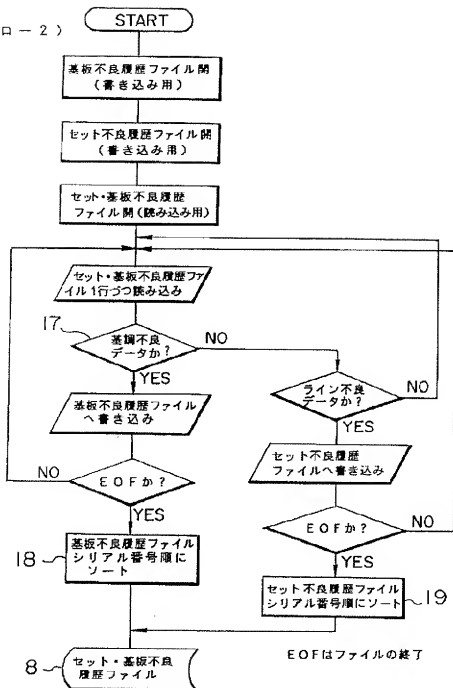 ロー2)
START
基板不良履歴ファイル開
(書き込み用)
セット不良履歴ファイル開
(書き込み用)
セット・基板不良履歴
ファイル開(読み込み用)
セット・基板不良履歴ファ
イル1行づつ読み込み
17
基調不良
データか?
NO
YES
ライン不良
データか?
NO
YES
基板不良履歴ファイル
へ書き込み
セット不良履歴
ファイルへ書き込み
NO
EOFか?
YES
EOFか?
NO
YES
18
基板不良履歴ファイル
シリアル番号順に
ソート
セット不良履歴ファイル
シリアル番号順にソート
19
8
セット・基板不良
履歴ファイル
EOFはファイルの終了